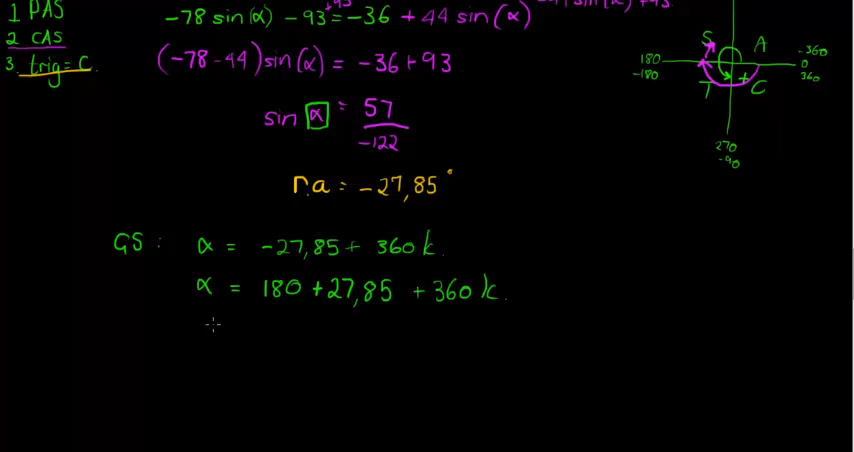 1 PAS
2 CAS
3. trig = C.
-78 sin(α) - 93 = -36 + 44 sin(α)
+93
(-78 - 44) sin(α) = -36 + 93
sin α = 57
-122
r.a = -27,85°
GS : α = -27,85 + 360k.
α = 180 + 27,85 + 360k.
S A
180 -360
-180 0
+ 360
T C
270
-90